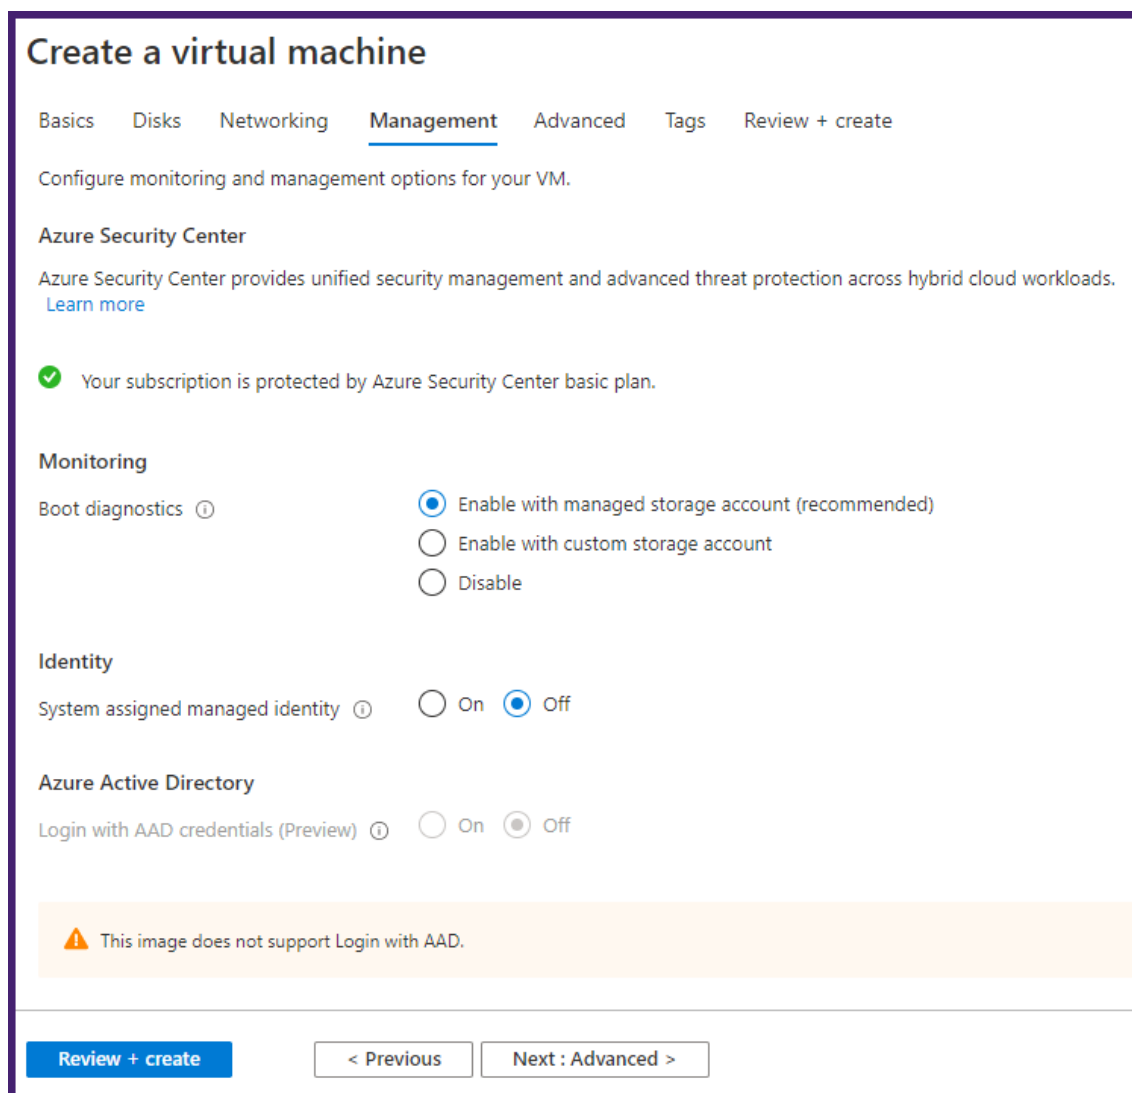 Create a virtual machine
Basics Disks Networking Management Advanced Tags Review + create
Configure monitoring and management options for your VM.
Azure Security Center
Azure Security Center provides unified security management and advanced threat protection across hybrid cloud workloads.
Learn more
Your subscription is protected by Azure Security Center basic plan.
Monitoring
Boot diagnostics
Enable with managed storage account (recommended)
Enable with custom storage account
Disable
Identity
System assigned managed identity On Off
Azure Active Directory
Login with AAD credentials (Preview) On Off
This image does not support Login with AAD.
Review + create < Previous Next : Advanced >